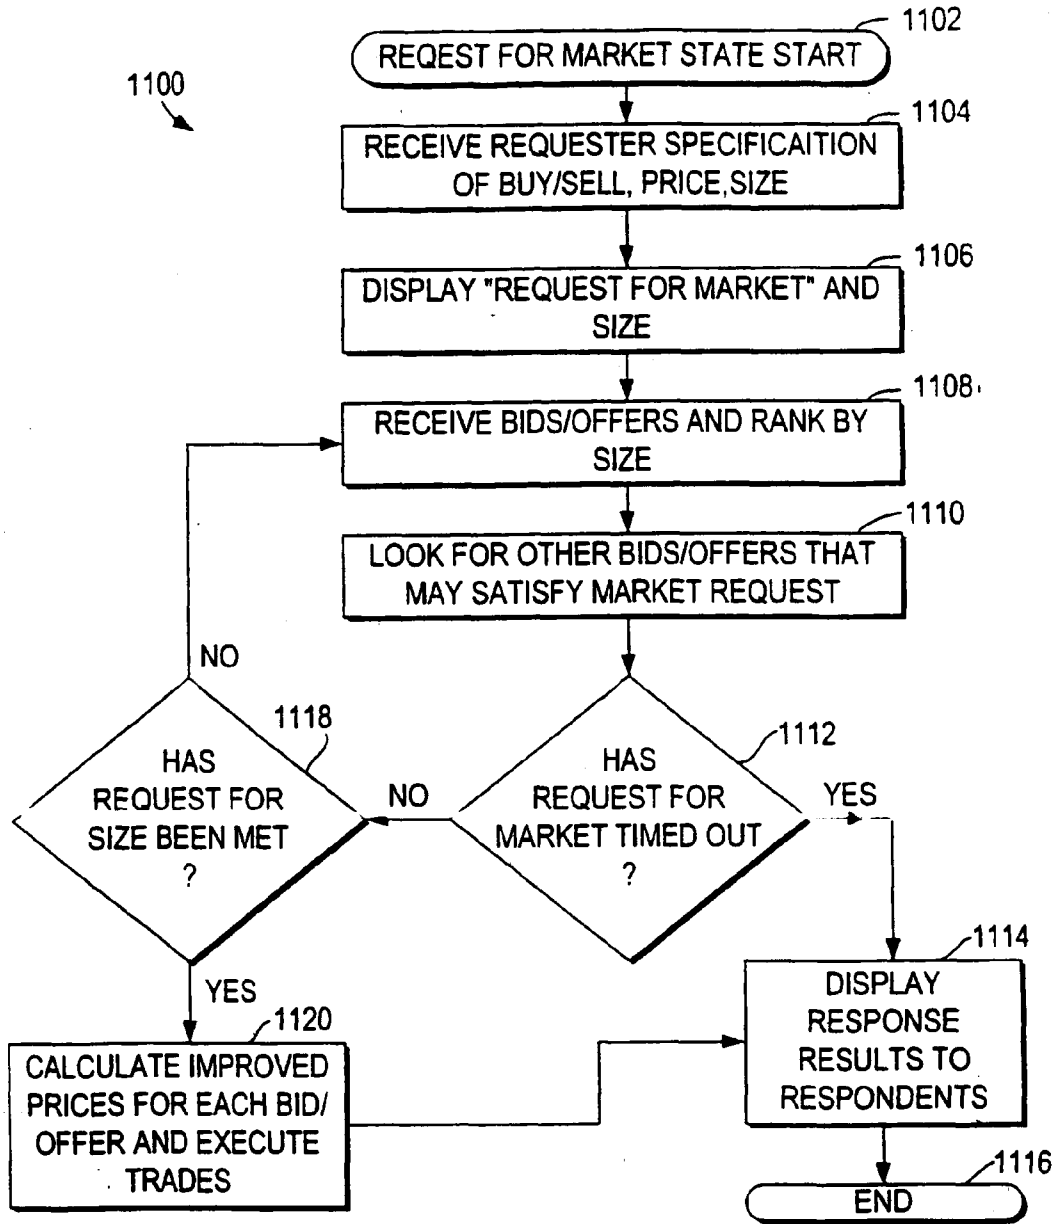 1102
REQEST FOR MARKET STATE START
1100
1104
RECEIVE REQUESTER SPECIFICAITION
OF BUY/SELL, PRICE,SIZE
1106
DISPLAY "REQUEST FOR MARKET" AND
SIZE
1108
RECEIVE BIDS/OFFERS AND RANK BY
SIZE
1110
LOOK FOR OTHER BIDS/OFFERS THAT
MAY SATISFY MARKET REQUEST
NO
1118
HAS
REQUEST FOR
SIZE BEEN MET
?
NO
1112
HAS
REQUEST FOR
MARKET TIMED OUT
?
YES
YES
1120
CALCULATE IMPROVED
PRICES FOR EACH BID/
OFFER AND EXECUTE
TRADES
1114
DISPLAY
RESPONSE
RESULTS TO
RESPONDENTS
1116
END